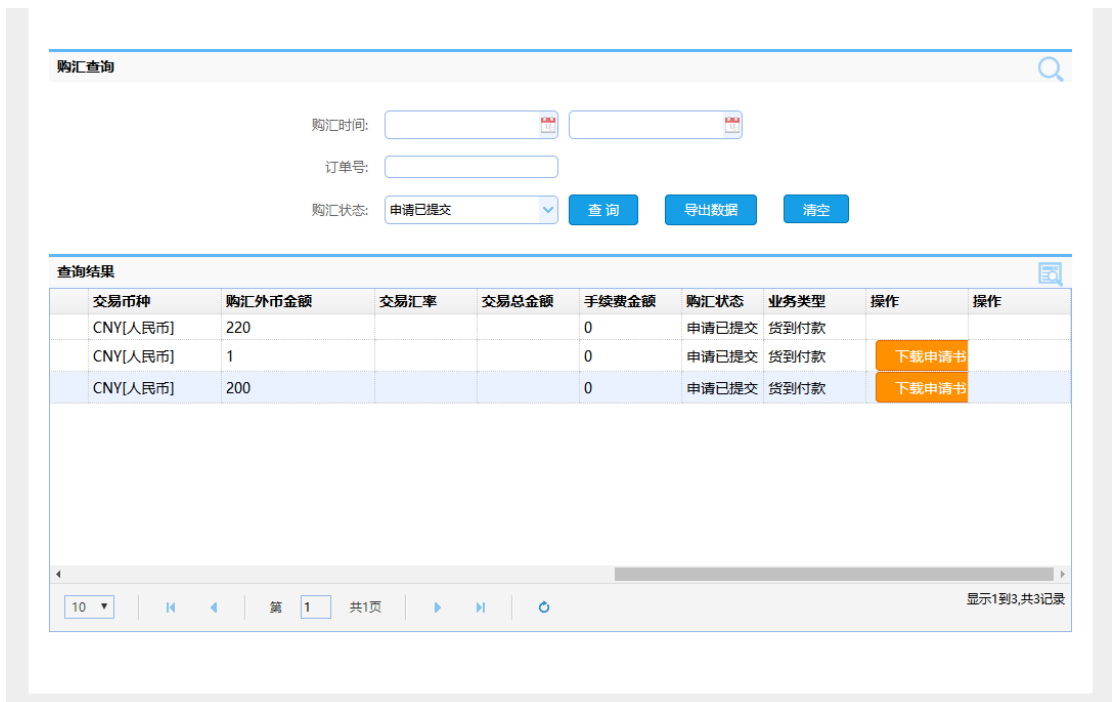 购汇查询
购汇时间:
订单号:
购汇状态: 申请已提交 查 询 导出数据 清空
查询结果
交易币种 购汇外币金额 交易汇率 交易总金额 手续费金额 购汇状态 业务类型 操作 操作
CNY[人民币] 220 0 申请已提交 货到付款
CNY[人民币] 1 0 申请已提交 货到付款 下载申请书
CNY[人民币] 200 0 申请已提交 货到付款 下载申请书
10 第 1 共1页 显示1到3,共3记录